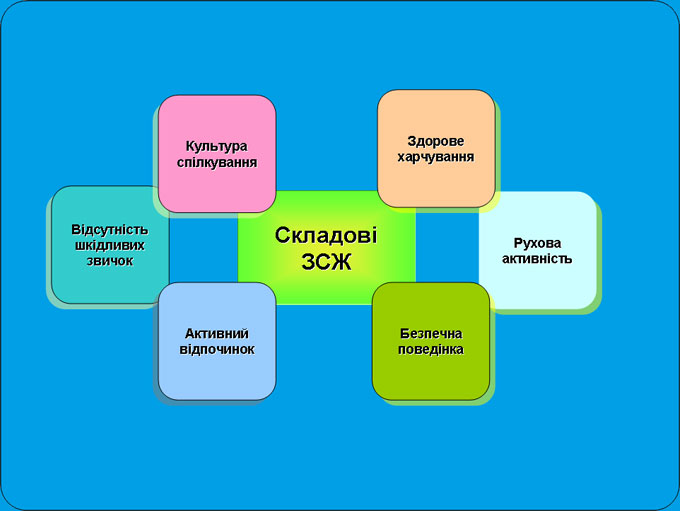 Культура
спілкування
Здорове
харчування
Відсутність
шкідливих
звичок
Складові
ЗСЖ
Рухова
активність
Активний
відпочинок
Безпечна
поведінка